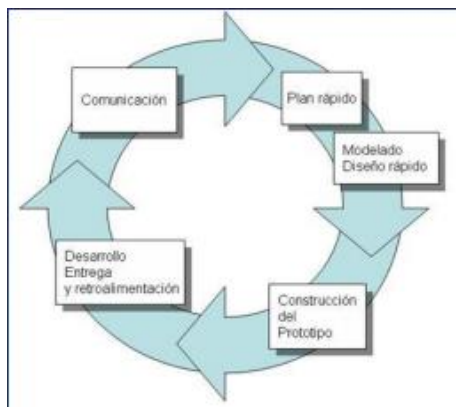 Comunicación
Plan rápido
Modelado
Diseño rápido
Construcción
del
Prototipo
Desarrollo
Entrega
y retroalimentación